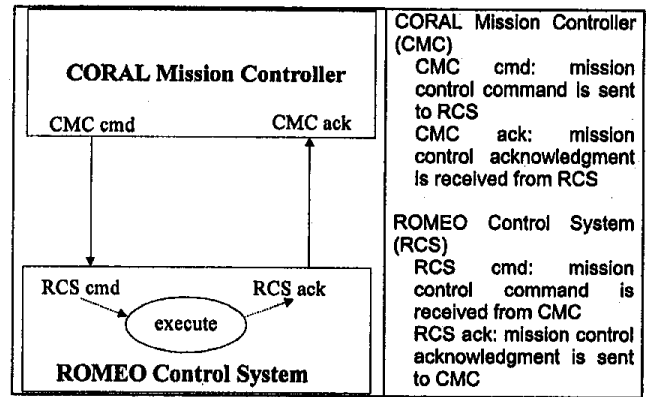 CORAL Mission Controller
CMC cmd
CMC ack
RCS cmd
RCS ack
execute
ROMEO Control System
CORAL Mission Controller
(CMC)
CMC cmd: mission
control command is sent
to RCS
CMC ack: mission
control acknowledgment
is received from RCS
ROMEO Control System
(RCS)
RCS cmd: mission
control command is
received from CMC
RCS ack: mission control
acknowledgment is sent
to CMC